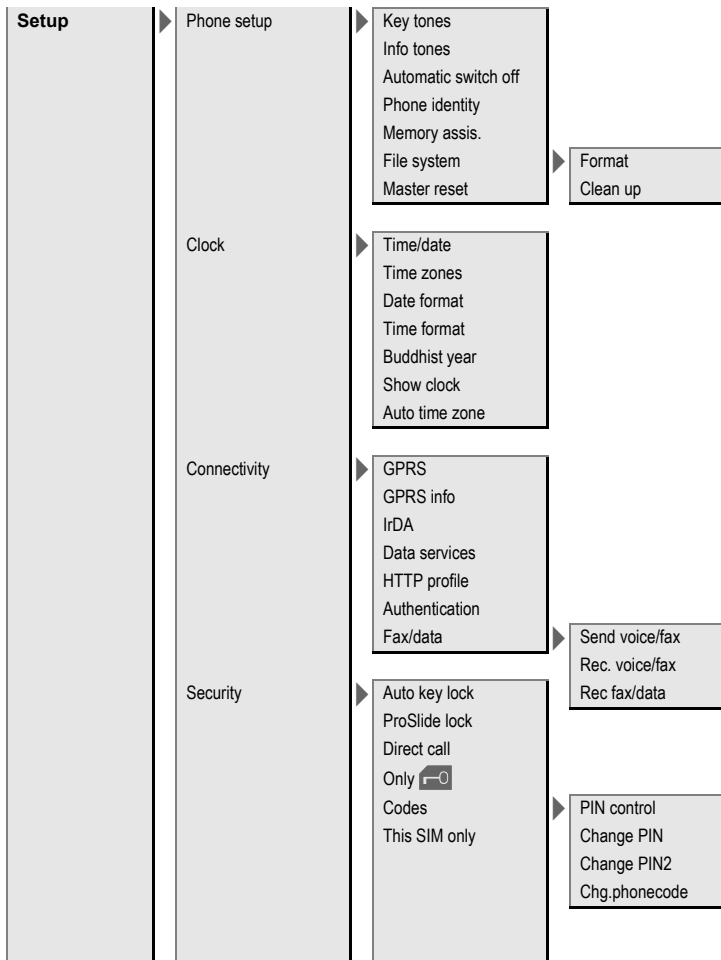 Setup
Phone setup
Key tones
Info tones
Automatic switch off
Phone identity
Memory assis.
File system
Format
Clean up
Master reset
Clock
Time/date
Time zones
Date format
Time format
Buddhist year
Show clock
Auto time zone
Connectivity
GPRS
GPRS info
IrDA
Data services
HTTP profile
Authentication
Fax/data
Send voice/fax
Rec. voice/fax
Rec fax/data
Security
Auto key lock
ProSlide lock
Direct call
Only
Codes
PIN control
Change PIN
Change PIN2
Chg.phonecode
This SIM only